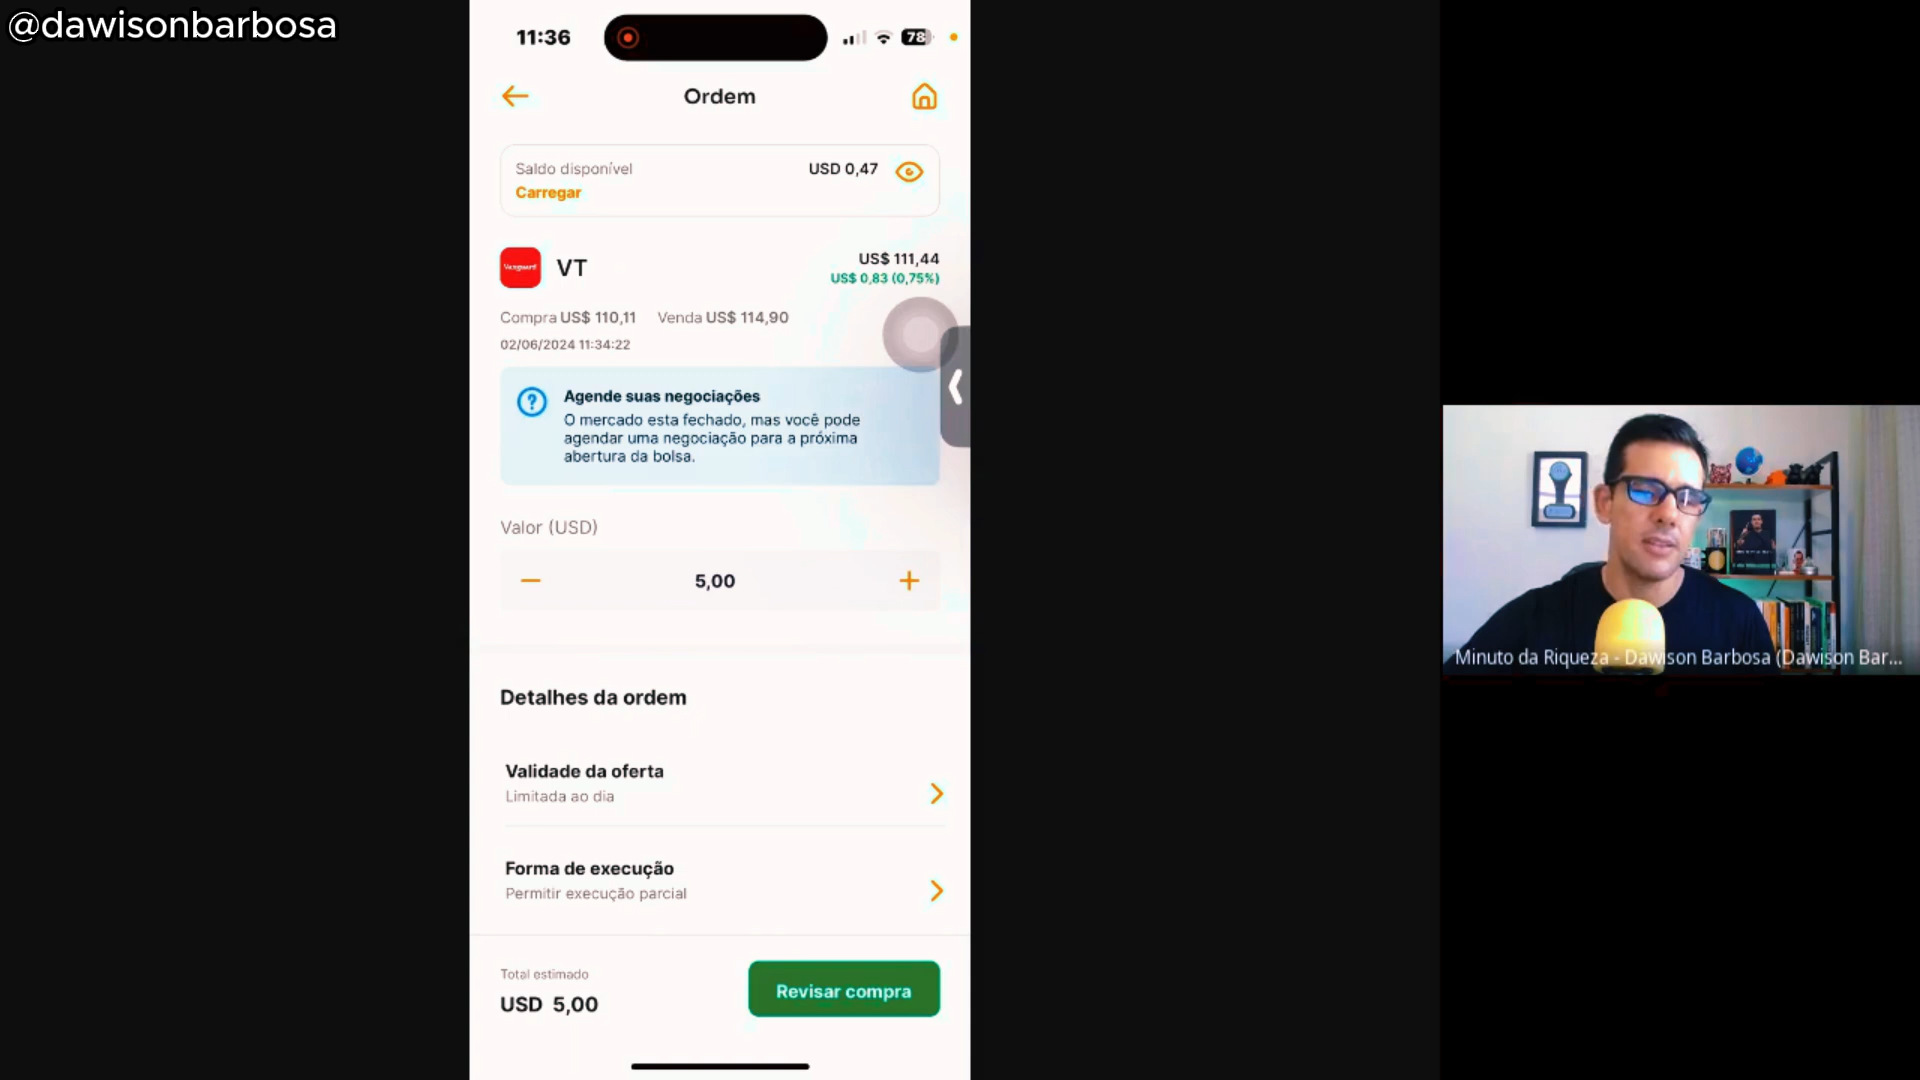 @dawisonbarbosa
11:36
78
Ordem
Saldo disponível
USD 0,47
Carregar
Vanguard
VT
US$ 111,44
US$ 0,83 (0,75%)
Compra US$ 110,11 Venda US$ 114,90
02/06/2024 11:34:22
Agende suas negociações
O mercado esta fechado, mas você pode
agendar uma negociação para a próxima
abertura da bolsa.
Valor (USD)
5,00
Detalhes da ordem
Validade da oferta
Limitada ao dia
Forma de execução
Permitir execução parcial
Total estimado
USD 5,00
Revisar compra
Minuto da Riqueza - Dawison Barbosa (Dawison Bar...